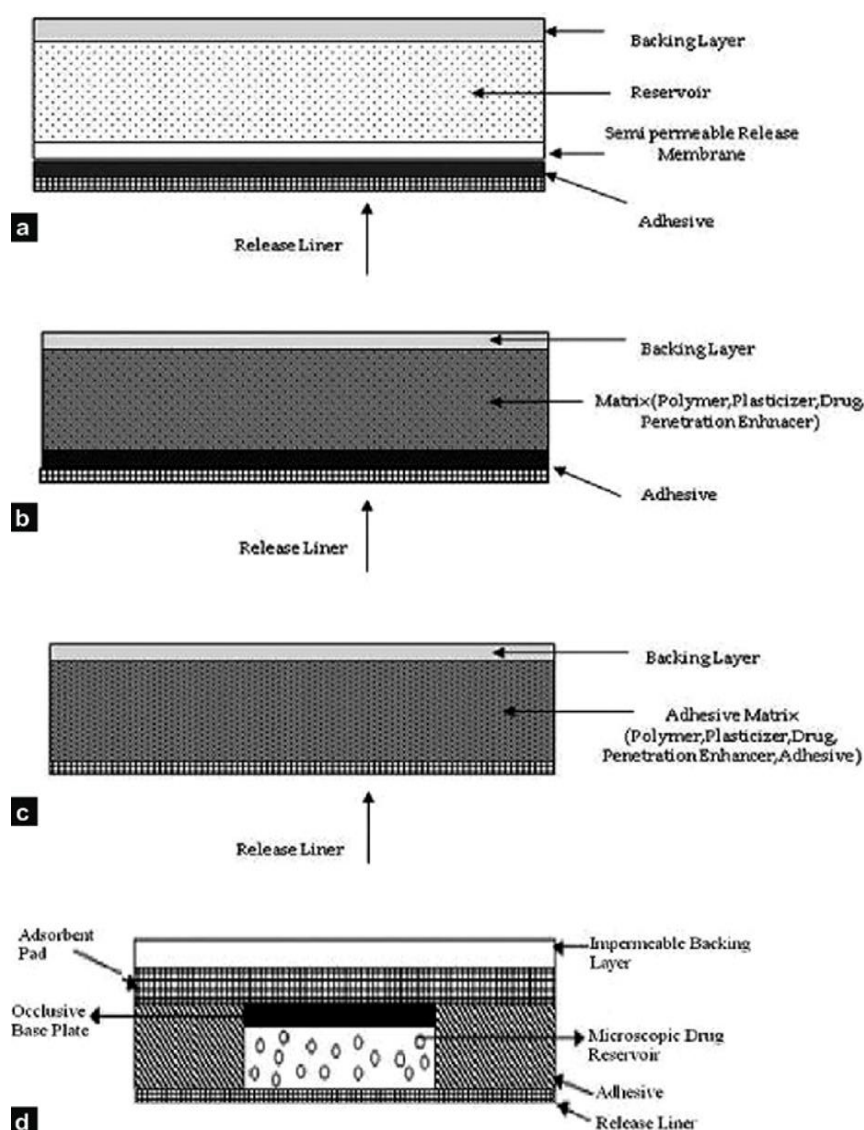 Backing Layer
Reservoir
Semi permeable Release
Membrane
Adhesive
Release Liner
a
Backing Layer
Matrix(Polymer,Plasticizer,Drug,
Penetration Enhnacer)
Adhesive
Release Liner
b
Backing Layer
Adhesive Matrix
(Polymer,Plasticizer,Drug,
Penetration Enhancer,Adhesive)
Release Liner
c
Adsorbent
Pad
Impermeable Backing
Layer
Occlusive
Base Plate
Microscopic Drug
Reservoir
Adhesive
Release Liner
d